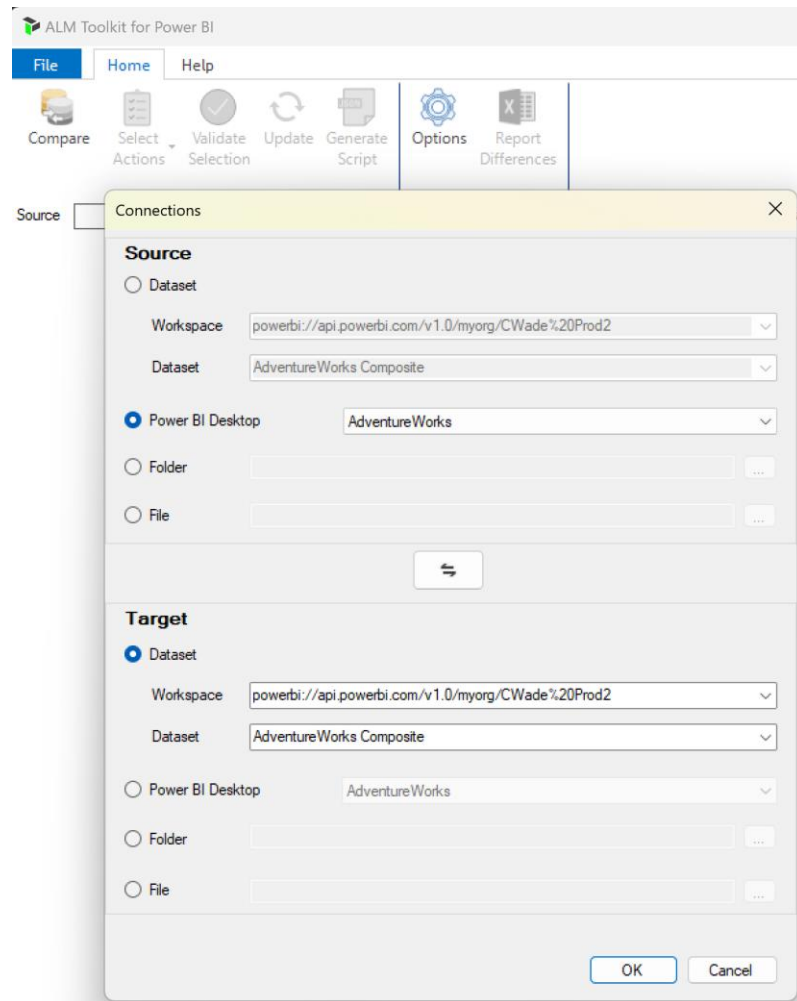 ALM Toolkit for Power BI
File Home Help
Compare Select Actions Validate Selection Update Generate Script Options Report Differences
Source
Connections
Source
Dataset
Workspace powerbi://api.powerbi.com/v1.0/myorg/CWade%20Prod2
Dataset AdventureWorks Composite
Power BI Desktop AdventureWorks
Folder ...
File ...
Target
Dataset
Workspace powerbi://api.powerbi.com/v1.0/myorg/CWade%20Prod2
Dataset AdventureWorks Composite
Power BI Desktop AdventureWorks
Folder ...
File ...
OK Cancel